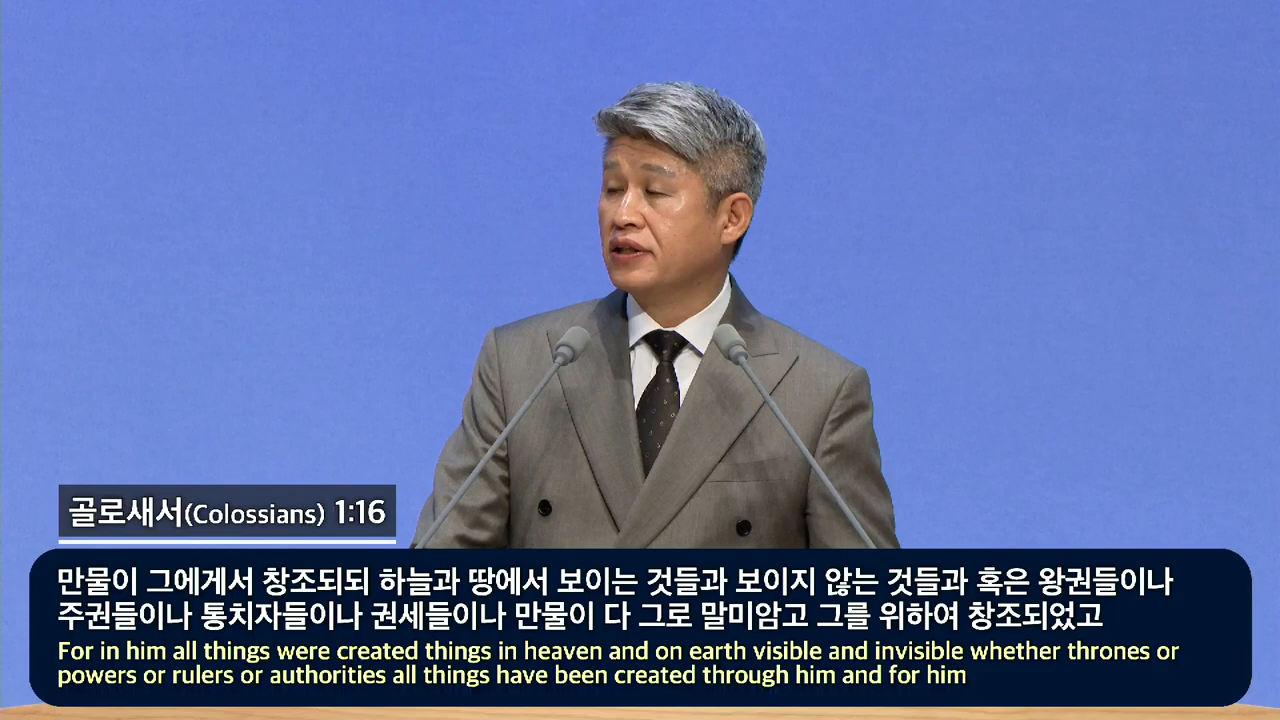 골로새서(Colossians) 1:16
만물이 그에게서 창조되되 하늘과 땅에서 보이는 것들과 보이지 않는 것들과 혹은 왕권들이나
주권들이나 통치자들이나 권세들이나 만물이 다 그로 말미암고 그를 위하여 창조되었고
For in him all things were created things in heaven and on earth visible and invisible whether thrones or
powers or rulers or authorities all things have been created through him and for him